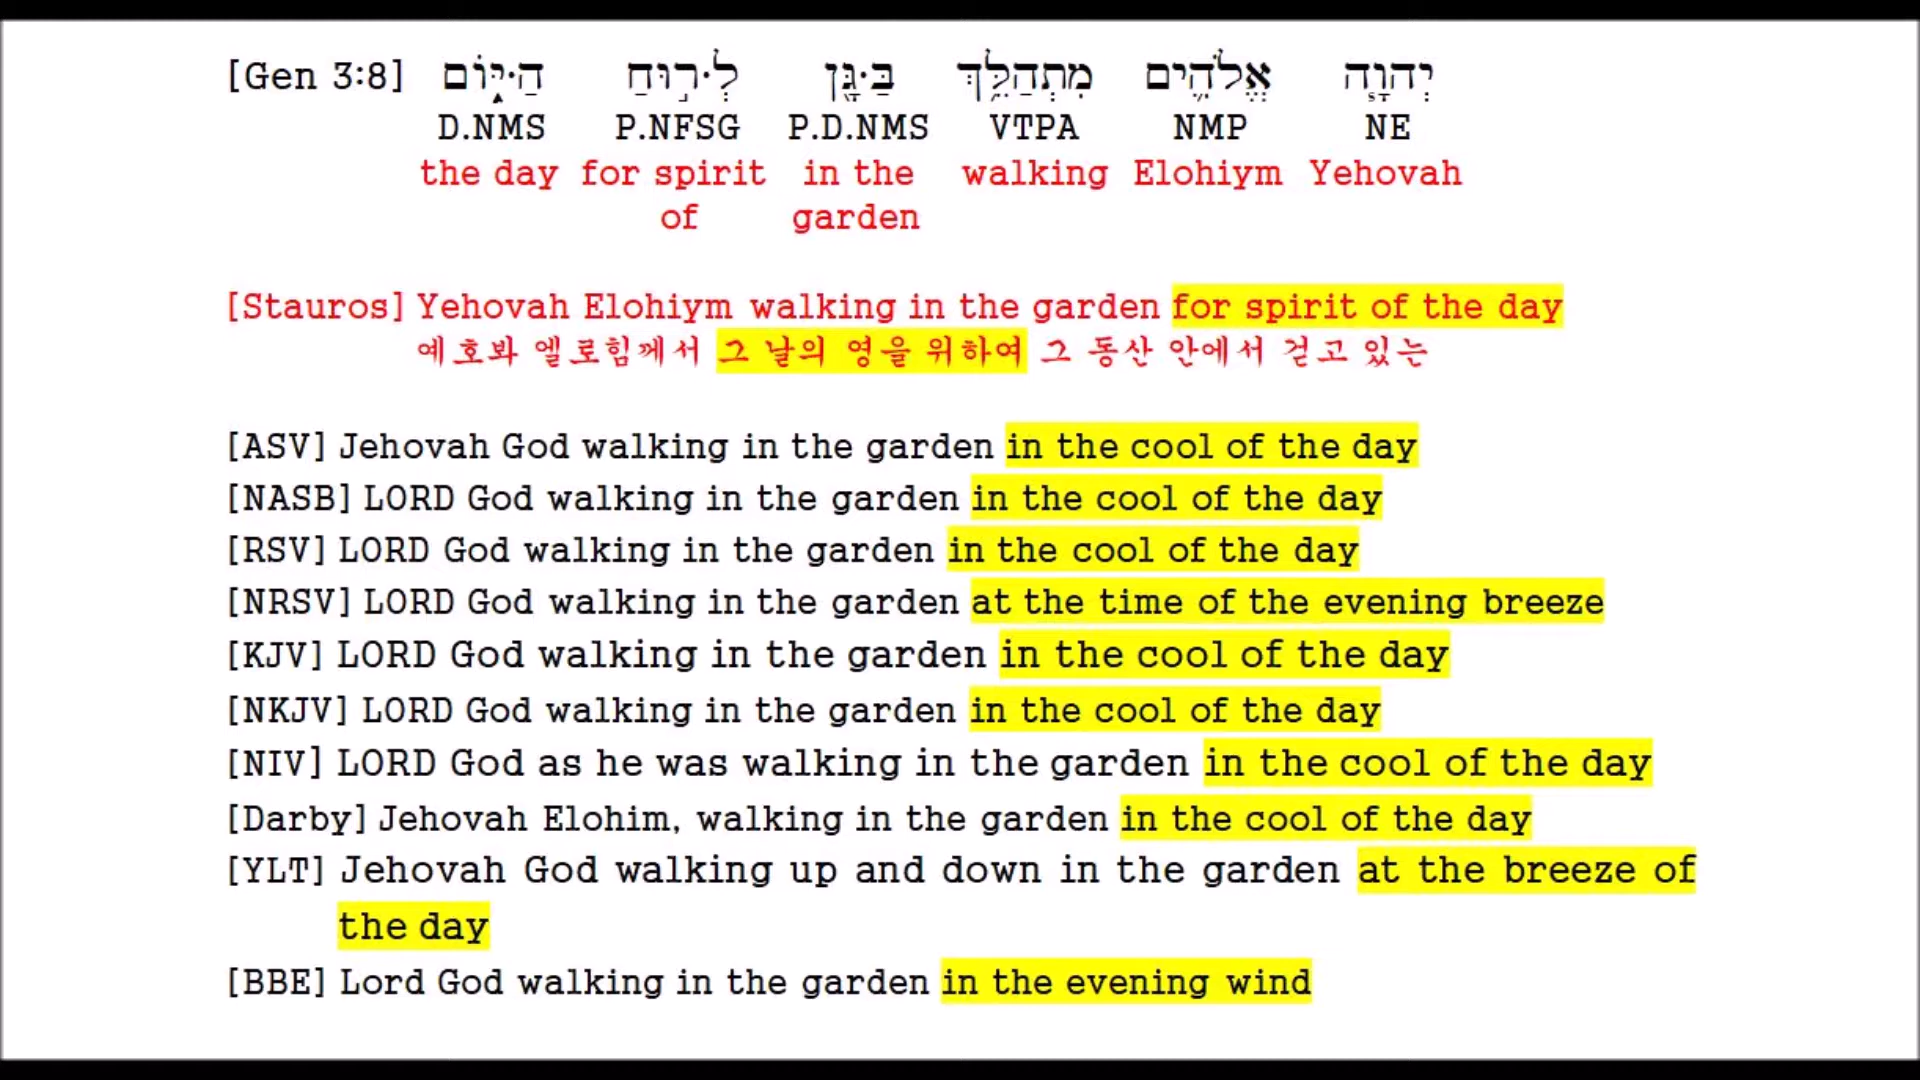 [Gen 3:8] הַ·יּ֑וֹם לְ·ר֣וּחַ בַּ·גָּ֖ן מִתְהַלֵּ֥ךְ אֱלֹהִ֛ים יְהוָ֧ה
D.NMS P.NFSG P.D.NMS VTPA NMP NE
the day for spirit in the walking Elohiym Yehovah
of garden
[Stauros] Yehovah Elohiym walking in the garden for spirit of the day
예호봐 엘로힘께서 그 날의 영을 위하여 그 동산 안에서 걷고 있는
[ASV] Jehovah God walking in the garden in the cool of the day
[NASB] LORD God walking in the garden in the cool of the day
[RSV] LORD God walking in the garden in the cool of the day
[NRSV] LORD God walking in the garden at the time of the evening breeze
[KJV] LORD God walking in the garden in the cool of the day
[NKJV] LORD God walking in the garden in the cool of the day
[NIV] LORD God as he was walking in the garden in the cool of the day
[Darby] Jehovah Elohim, walking in the garden in the cool of the day
[YLT] Jehovah God walking up and down in the garden at the breeze of
the day
[BBE] Lord God walking in the garden in the evening wind